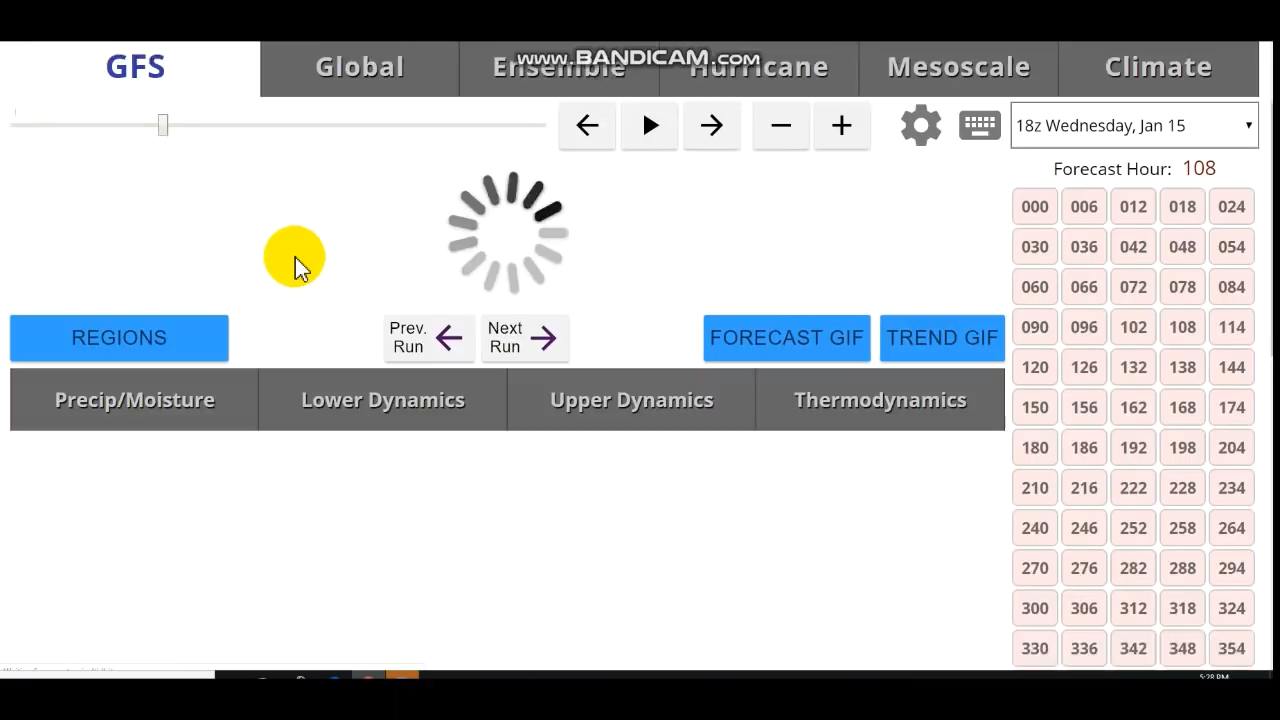 www.BANDICAM.com
GFS
Global
Ensemble
Hurricane
Mesoscale
Climate
18z Wednesday, Jan 15
Forecast Hour: 108
000 006 012 018 024
030 036 042 048 054
060 066 072 078 084
090 096 102 108 114
120 126 132 138 144
150 156 162 168 174
180 186 192 198 204
210 216 222 228 234
240 246 252 258 264
270 276 282 288 294
300 306 312 318 324
330 336 342 348 354
REGIONS
Prev. Run
Next Run
FORECAST GIF
TREND GIF
Precip/Moisture
Lower Dynamics
Upper Dynamics
Thermodynamics
5:28 PM